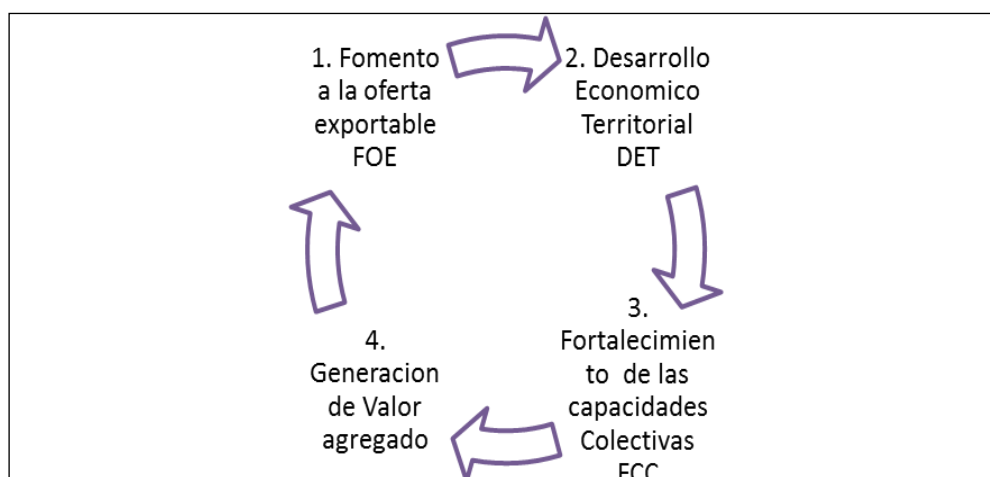 1. Fomento
a la oferta
exportable
FOE
2. Desarrollo
Economico
Territorial
DET
3.
Fortalecimien
to de las
capacidades
Colectivas
FCC
4.
Generacion
de Valor
agregado